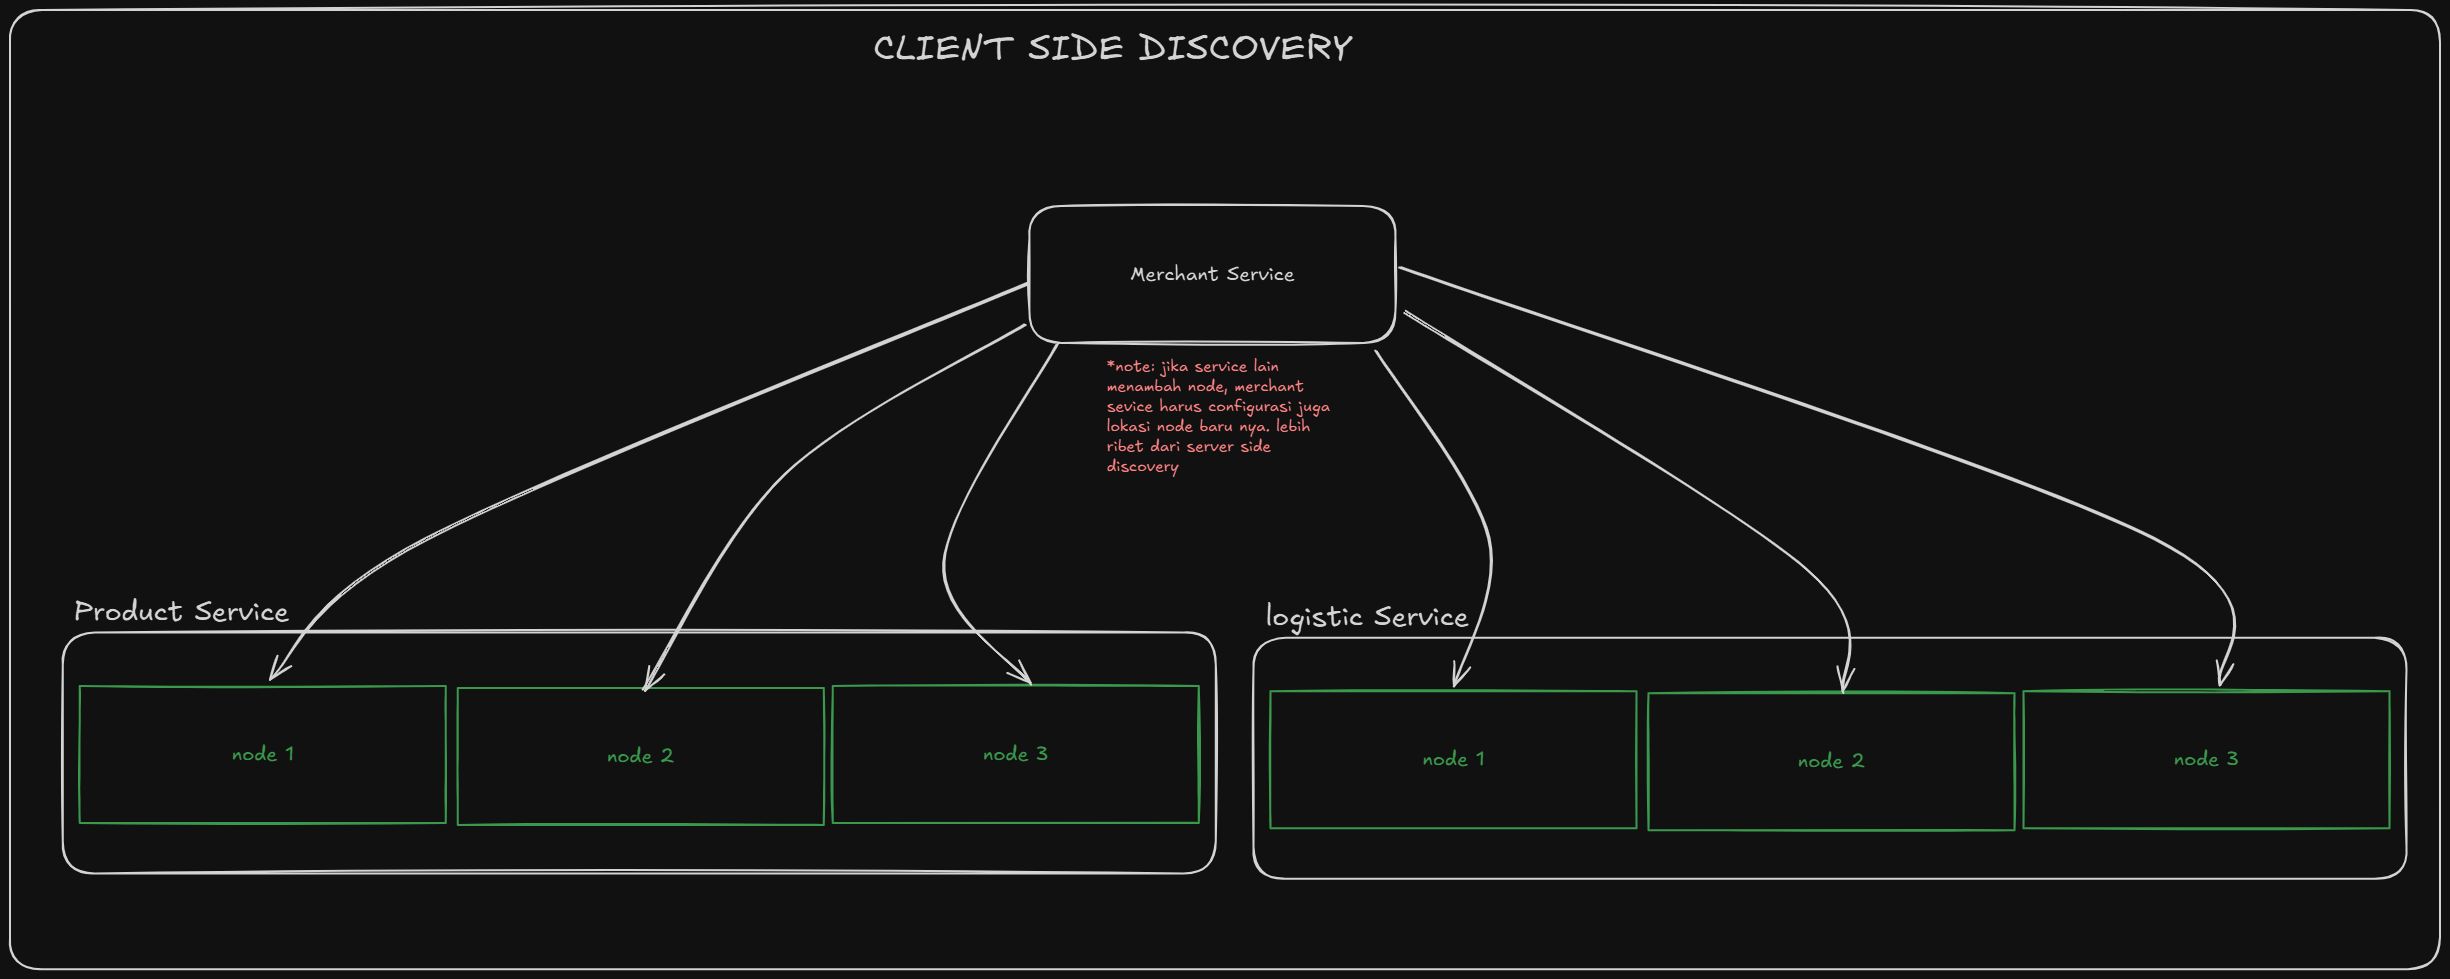 CLIENT SIDE DISCOVERY
Merchant Service
*note: jika service lain
menambah node, merchant
sevice harus configurasi juga
lokasi node baru nya. lebih
ribet dari server side
discovery
Product Service
node 1
node 2
node 3
logistic Service
node 1
node 2
node 3